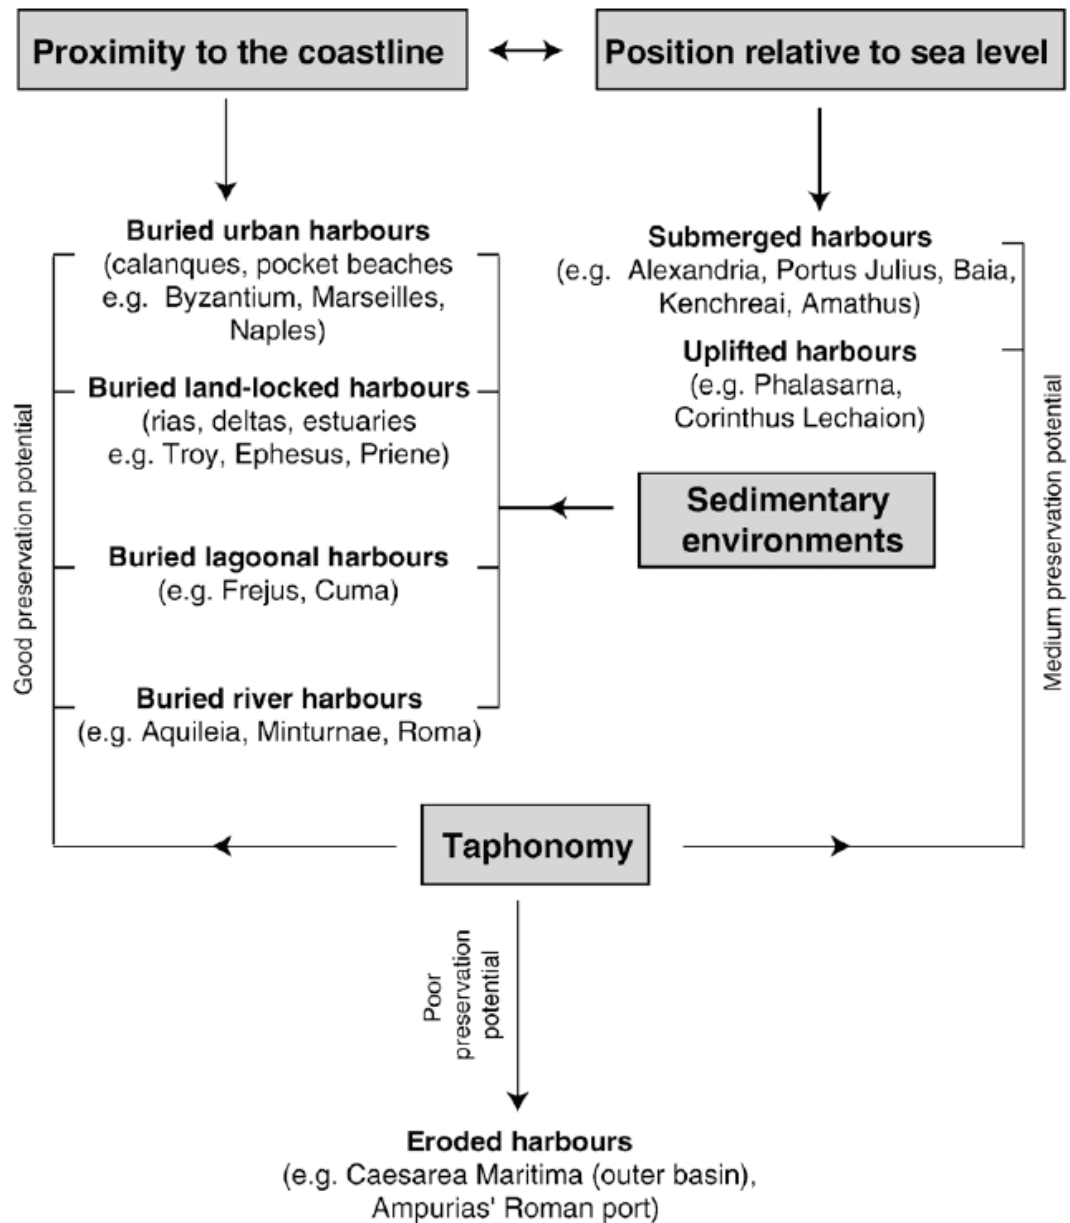 Proximity to the coastline
Position relative to sea level
Buried urban harbours
(calanques, pocket beaches
e.g. Byzantium, Marseilles,
Naples)
Buried land-locked harbours
(rias, deltas, estuaries
e.g. Troy, Ephesus, Priene)
Buried lagoonal harbours
(e.g. Frejus, Cuma)
Buried river harbours
(e.g. Aquileia, Minturnae, Roma)
Good preservation potential
Submerged harbours
(e.g. Alexandria, Portus Julius, Baia,
Kenchreai, Amathus)
Uplifted harbours
(e.g. Phalasarna,
Corinthus Lechaion)
Sedimentary
environments
Medium preservation potential
Taphonomy
Poor
preservation
potential
Eroded harbours
(e.g. Caesarea Maritima (outer basin),
Ampurias' Roman port)